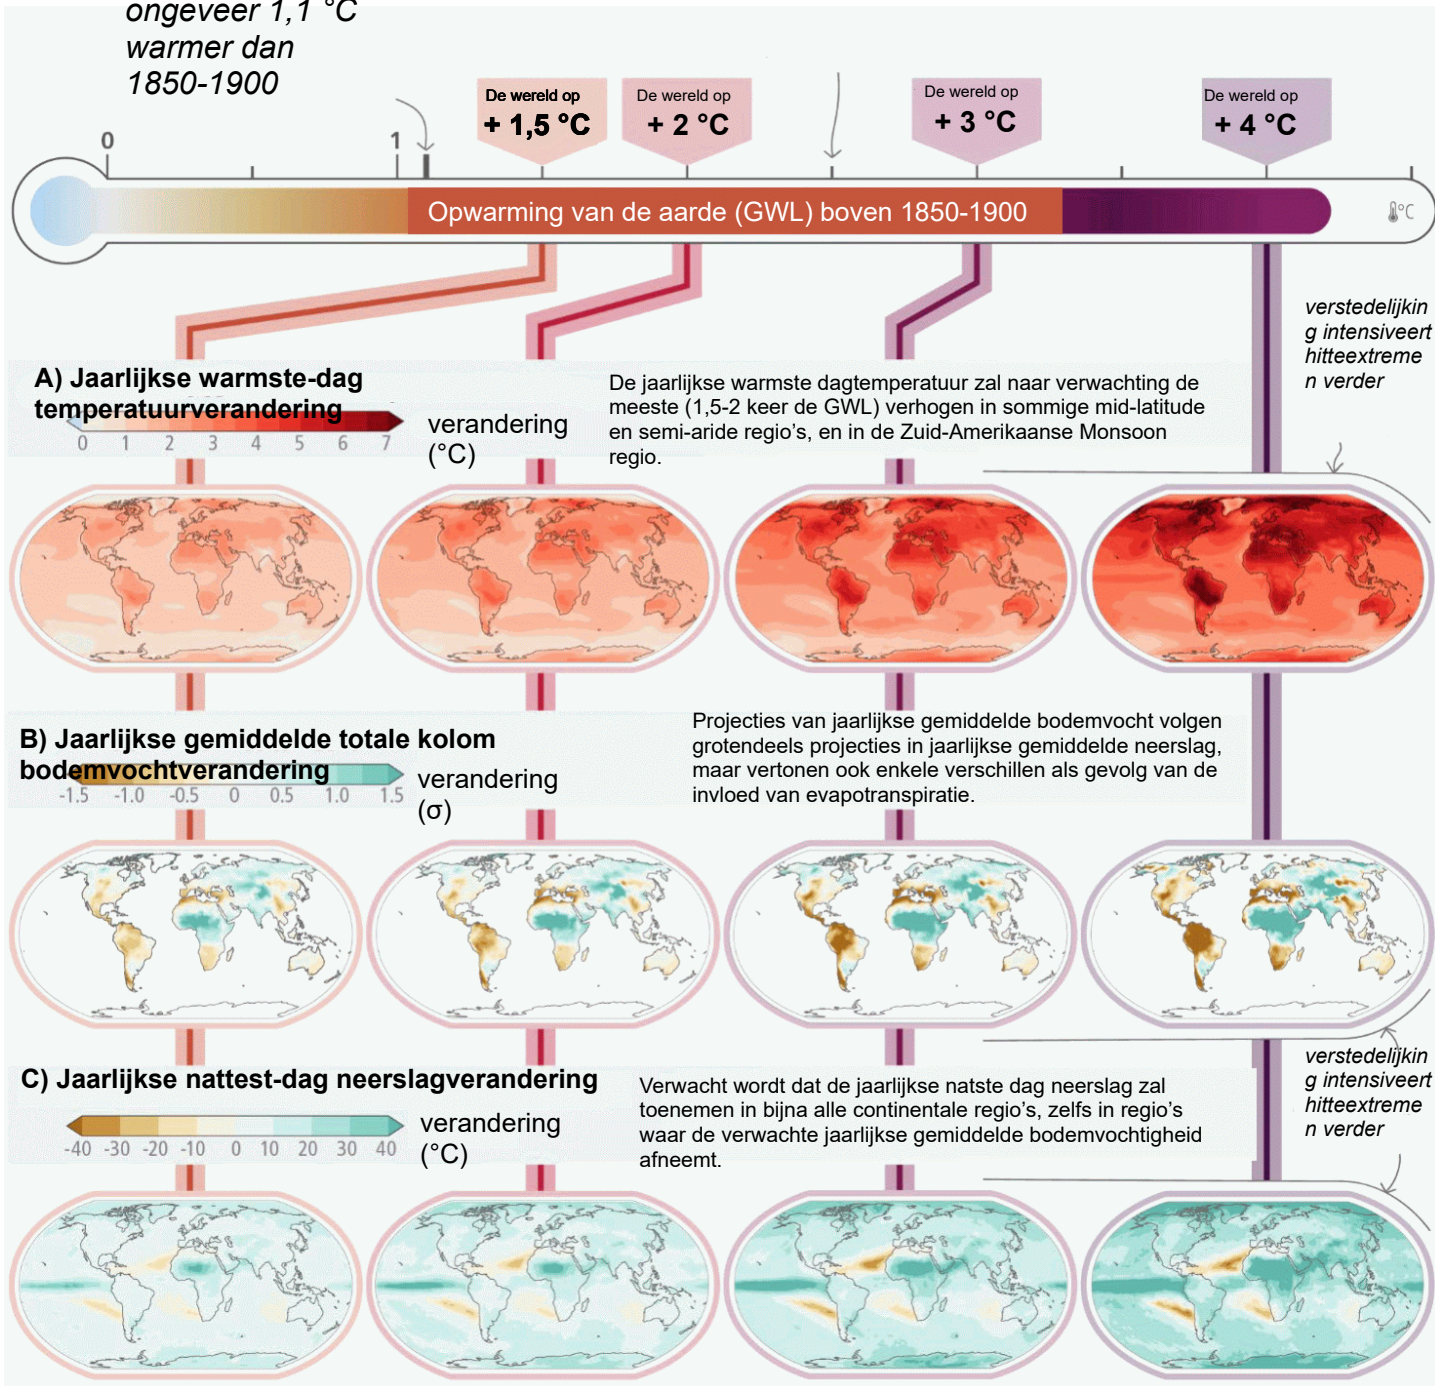 ongeveer 1,1 °C
warmer dan
1850-1900
De wereld op
+ 1,5 °C
De wereld op
+ 2 °C
De wereld op
+ 3 °C
De wereld op
+ 4 °C
0
1
Opwarming van de aarde (GWL) boven 1850-1900
°C
verstedelijkin
g intensiveert
hitteextreme
n verder
A) Jaarlijkse warmste-dag
temperatuurverandering
0 1 2 3 4 5 6 7
verandering
(°C)
De jaarlijkse warmste dagtemperatuur zal naar verwachting de
meeste (1,5-2 keer de GWL) verhogen in sommige mid-latitude
en semi-aride regio's, en in de Zuid-Amerikaanse Monsoon
regio.
B) Jaarlijkse gemiddelde totale kolom
bodemvochtverandering
-1.5 -1.0 -0.5 0 0.5 1.0 1.5
verandering
(σ)
Projecties van jaarlijkse gemiddelde bodemvocht volgen
grotendeels projecties in jaarlijkse gemiddelde neerslag,
maar vertonen ook enkele verschillen als gevolg van de
invloed van evapotranspiratie.
C) Jaarlijkse nattest-dag neerslagverandering
-40 -30 -20 -10 0 10 20 30 40
verandering
(°C)
Verwacht wordt dat de jaarlijkse natste dag neerslag zal
toenemen in bijna alle continentale regio's, zelfs in regio's
waar de verwachte jaarlijkse gemiddelde bodemvochtigheid
afneemt.
verstedelijkin
g intensiveert
hitteextreme
n verder